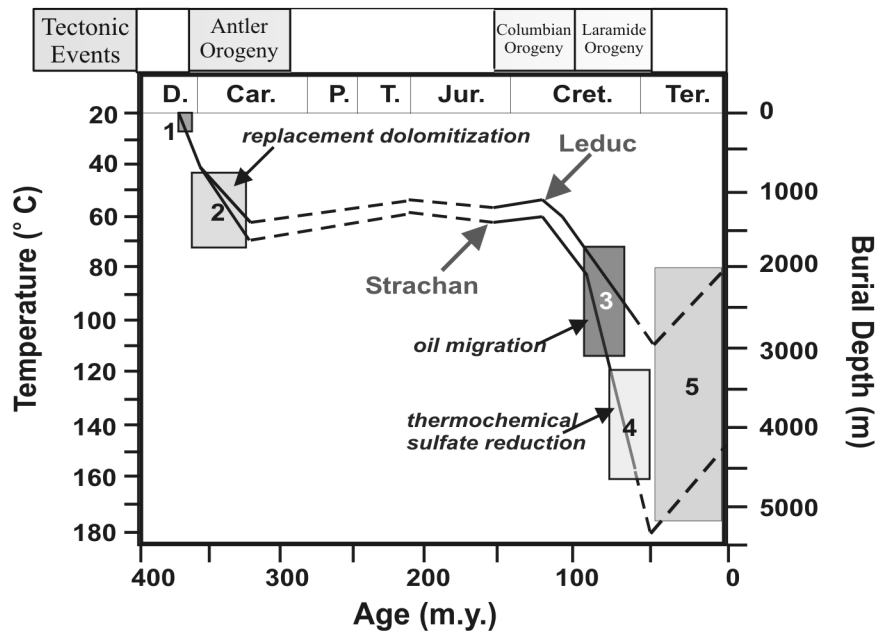 Tectonic
Events
Antler
Orogeny
Columbian
Orogeny
Laramide
Orogeny
D. Car. P. T. Jur. Cret. Ter.
20
40
60
80
100
120
140
160
180
Temperature (° C)
0
1000
2000
3000
4000
5000
Burial Depth (m)
1
replacement dolomitization
2
Leduc
Strachan
3
oil migration
thermochemical
sulfate reduction
4
5
400 300 200 100 0
Age (m.y.)